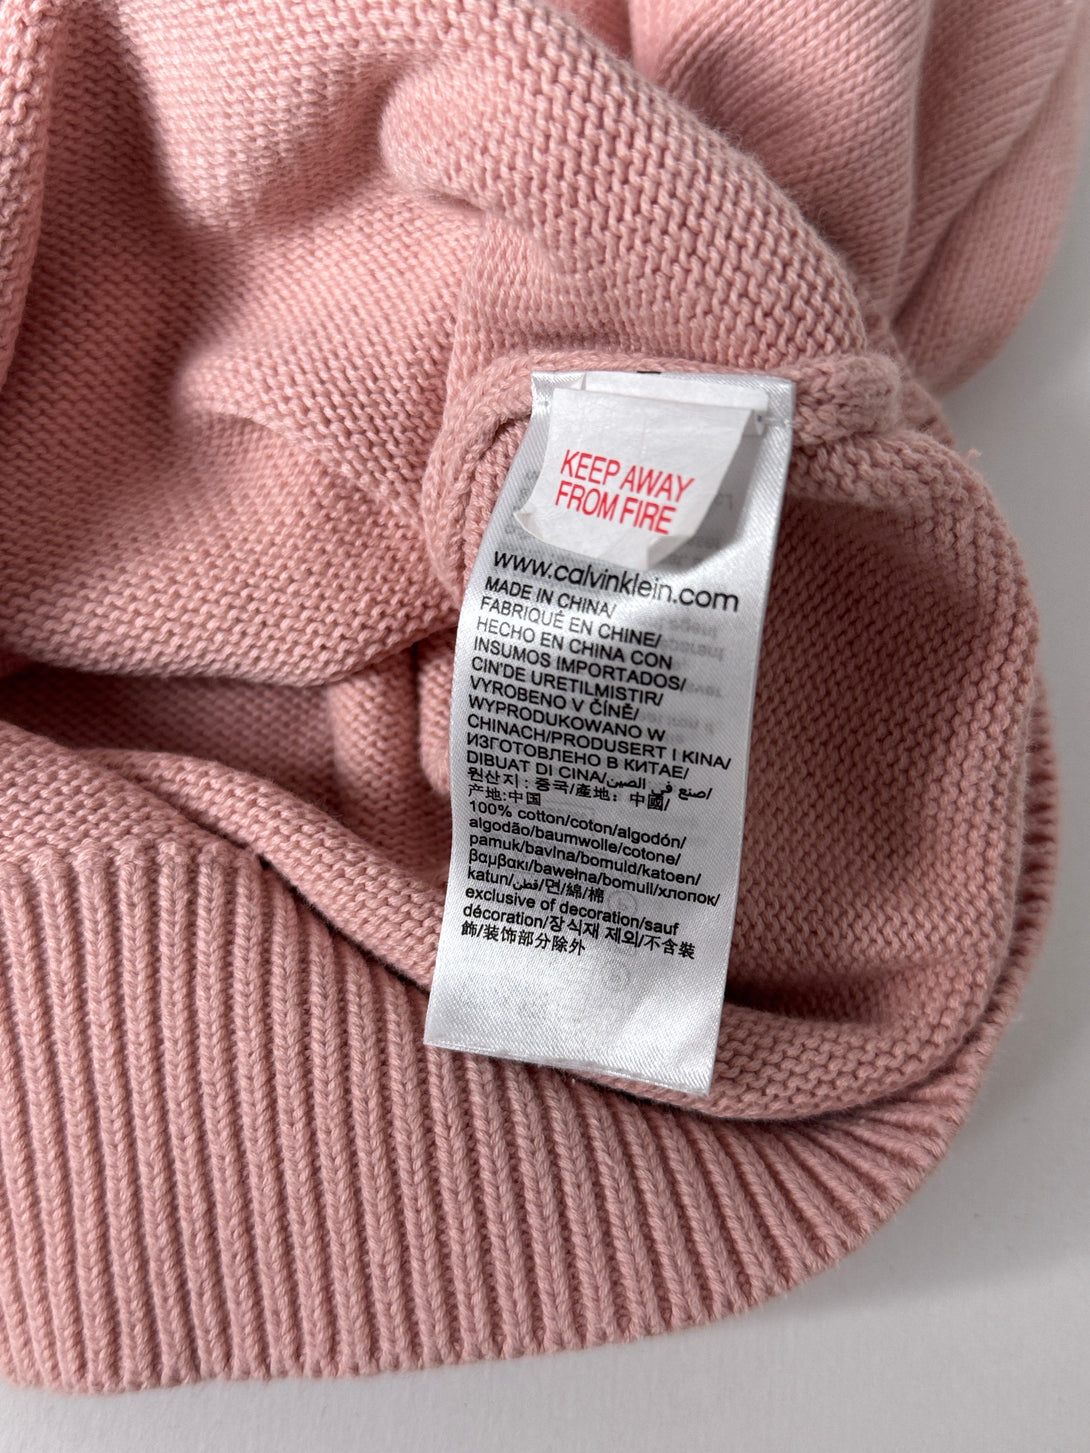 KEEP AWAY
FROM FIRE
www.calvinklein.com
MADE IN CHINA/
FABRIQUÉ EN CHINE/
HECHO EN CHINA CON
INSUMOS IMPORTADOS/
CIN'DE URETILMISTIR/
VYROBENO V ČÍNĚ/
WYPRODUKOWANO W
CHINACH/PRODUSERT I KINA/
ИЗГОТОВЛЕНО В КИТАЕ/
DIBUAT DI CINA/صنع في الصين/
원산지 : 중국/產地：中國/
产地:中国
100% cotton/coton/algodón/
algodão/baumwolle/cotone/
pamuk/bavlna/bomuld/katoen/
βαμβακι/bawełna/bomull/хлопок/
katun/قطن/면/綿/棉
exclusive of decoration/sauf
décoration/장식재 제외/不含裝
飾/装饰部分除外